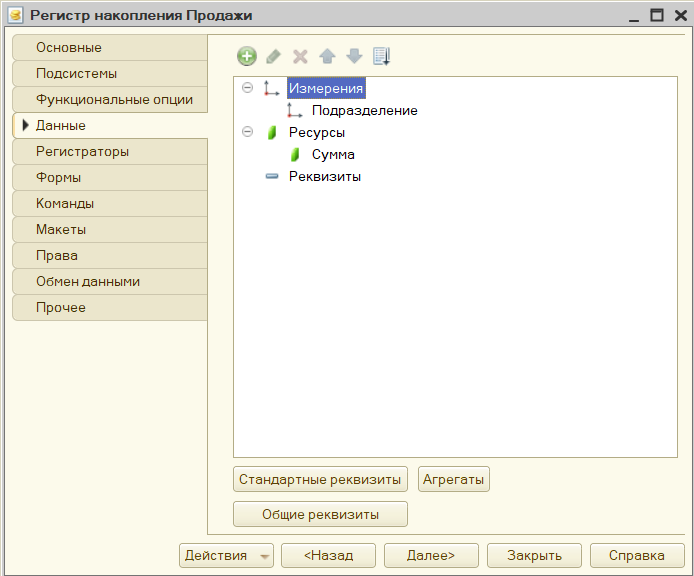 Регистр накопления Продажи
Основные
Подсистемы
Функциональные опции
Данные
Регистраторы
Формы
Команды
Макеты
Права
Обмен данными
Прочее
Измерения
Подразделение
Ресурсы
Сумма
Реквизиты
Стандартные реквизиты
Агрегаты
Общие реквизиты
Действия
<Назад
Далее>
Закрыть
Справка